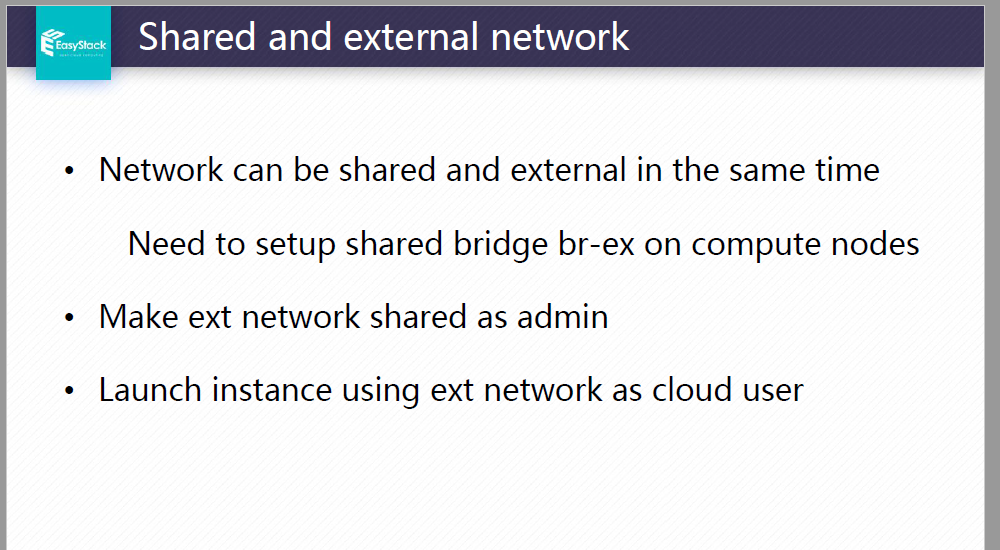 EasyStack
Shared and external network
• Network can be shared and external in the same time
Need to setup shared bridge br-ex on compute nodes
• Make ext network shared as admin
• Launch instance using ext network as cloud user